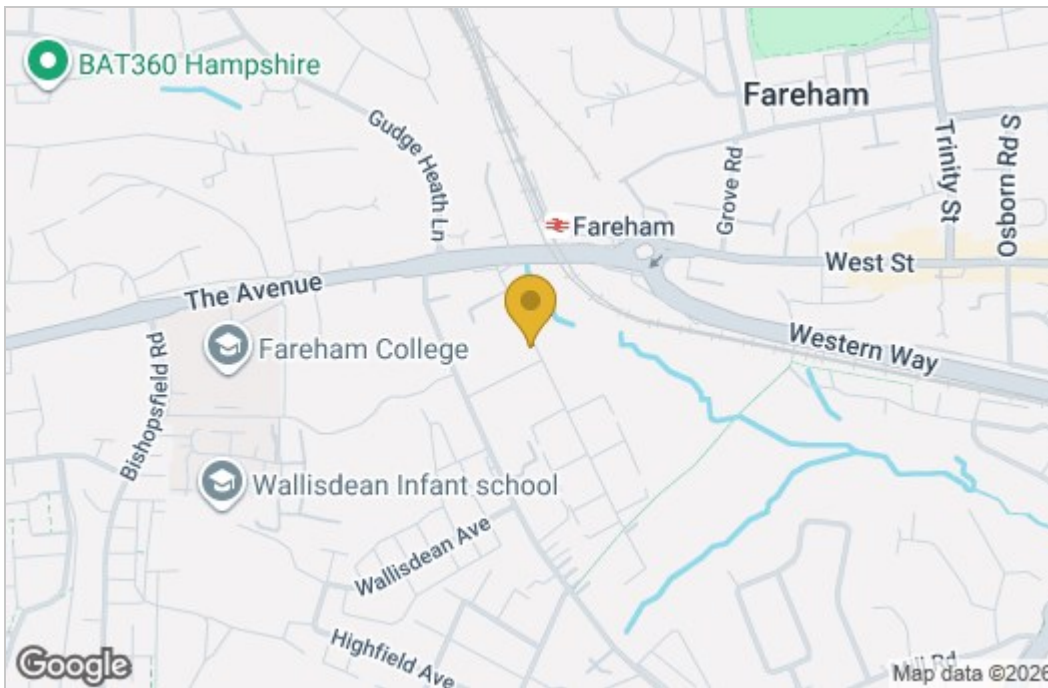 BAT360 Hampshire
Fareham
Gudge Heath Ln
Grove Rd
Trinity St
Osborn Rd S
Fareham
West St
The Avenue
Western Way
Fareham College
Bishopsfield Rd
Wallisdean Infant school
Wallisdean Ave
Highfield Ave
Google
Map data ©2026